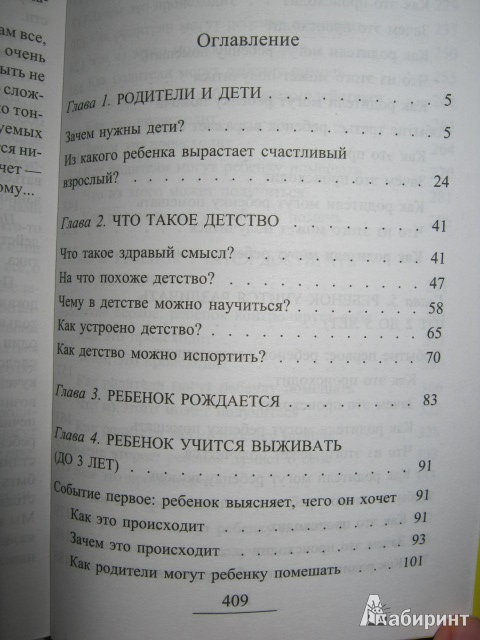 Оглавление
Глава 1. РОДИТЕЛИ И ДЕТИ . . . . . . . . . . . . . 5
Зачем нужны дети? . . . . . . . . . . . . . . . . . 5
Из какого ребенка вырастает счастливый
взрослый? . . . . . . . . . . . . . . . . . . . . . 24
Глава 2. ЧТО ТАКОЕ ДЕТСТВО . . . . . . . . . . . 41
Что такое здравый смысл? . . . . . . . . . . . . . 41
На что похоже детство? . . . . . . . . . . . . . . 47
Чему в детстве можно научиться? . . . . . . . . . 58
Как устроено детство? . . . . . . . . . . . . . . . 65
Как детство можно испортить? . . . . . . . . . . . 70
Глава 3. РЕБЕНОК РОЖДАЕТСЯ . . . . . . . . . . . 83
Глава 4. РЕБЕНОК УЧИТСЯ ВЫЖИВАТЬ
(ДО 3 ЛЕТ) . . . . . . . . . . . . . . . . . . . . 91
Событие первое: ребенок выясняет, чего он хочет 91
Как это происходит . . . . . . . . . . . . . . . . 91
Зачем это происходит . . . . . . . . . . . . . . . 93
Как родители могут ребенку помешать . . . . . . 101
409
Лабиринт